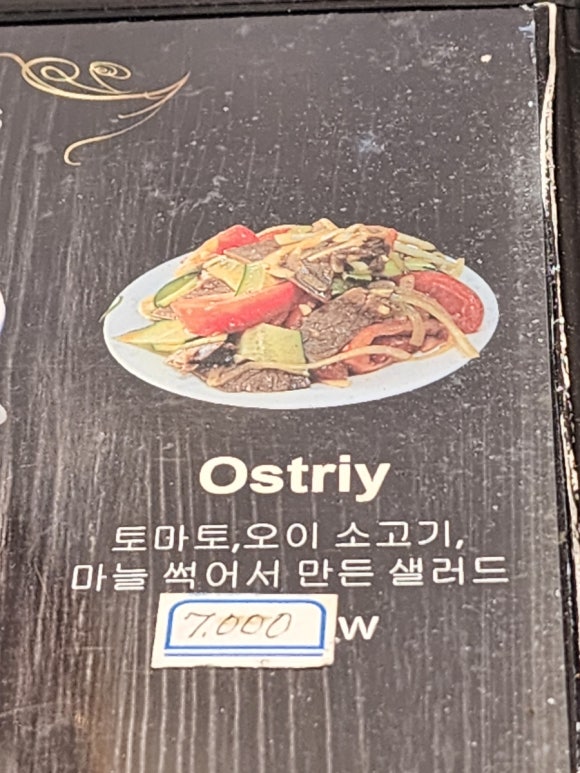 Ostriy
토마토,오이 소고기,
마늘 썩어서 만든 샐러드
7.000 w